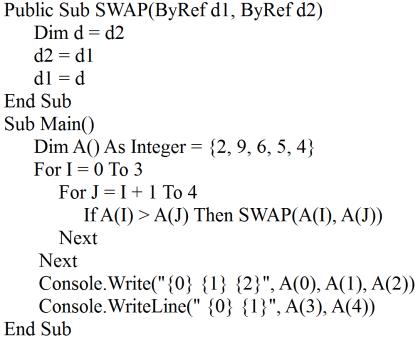 Public Sub SWAP(ByRef d1, ByRef d2)
Dim d = d2
d2 = d1
d1 = d
End Sub
Sub Main()
Dim A() As Integer = {2, 9, 6, 5, 4}
For I = 0 To 3
For J = I + 1 To 4
If A(I) > A(J) Then SWAP(A(I), A(J))
Next
Next
Console.Write("{0} {1} {2}", A(0), A(1), A(2))
Console.WriteLine(" {0} {1}", A(3), A(4))
End Sub